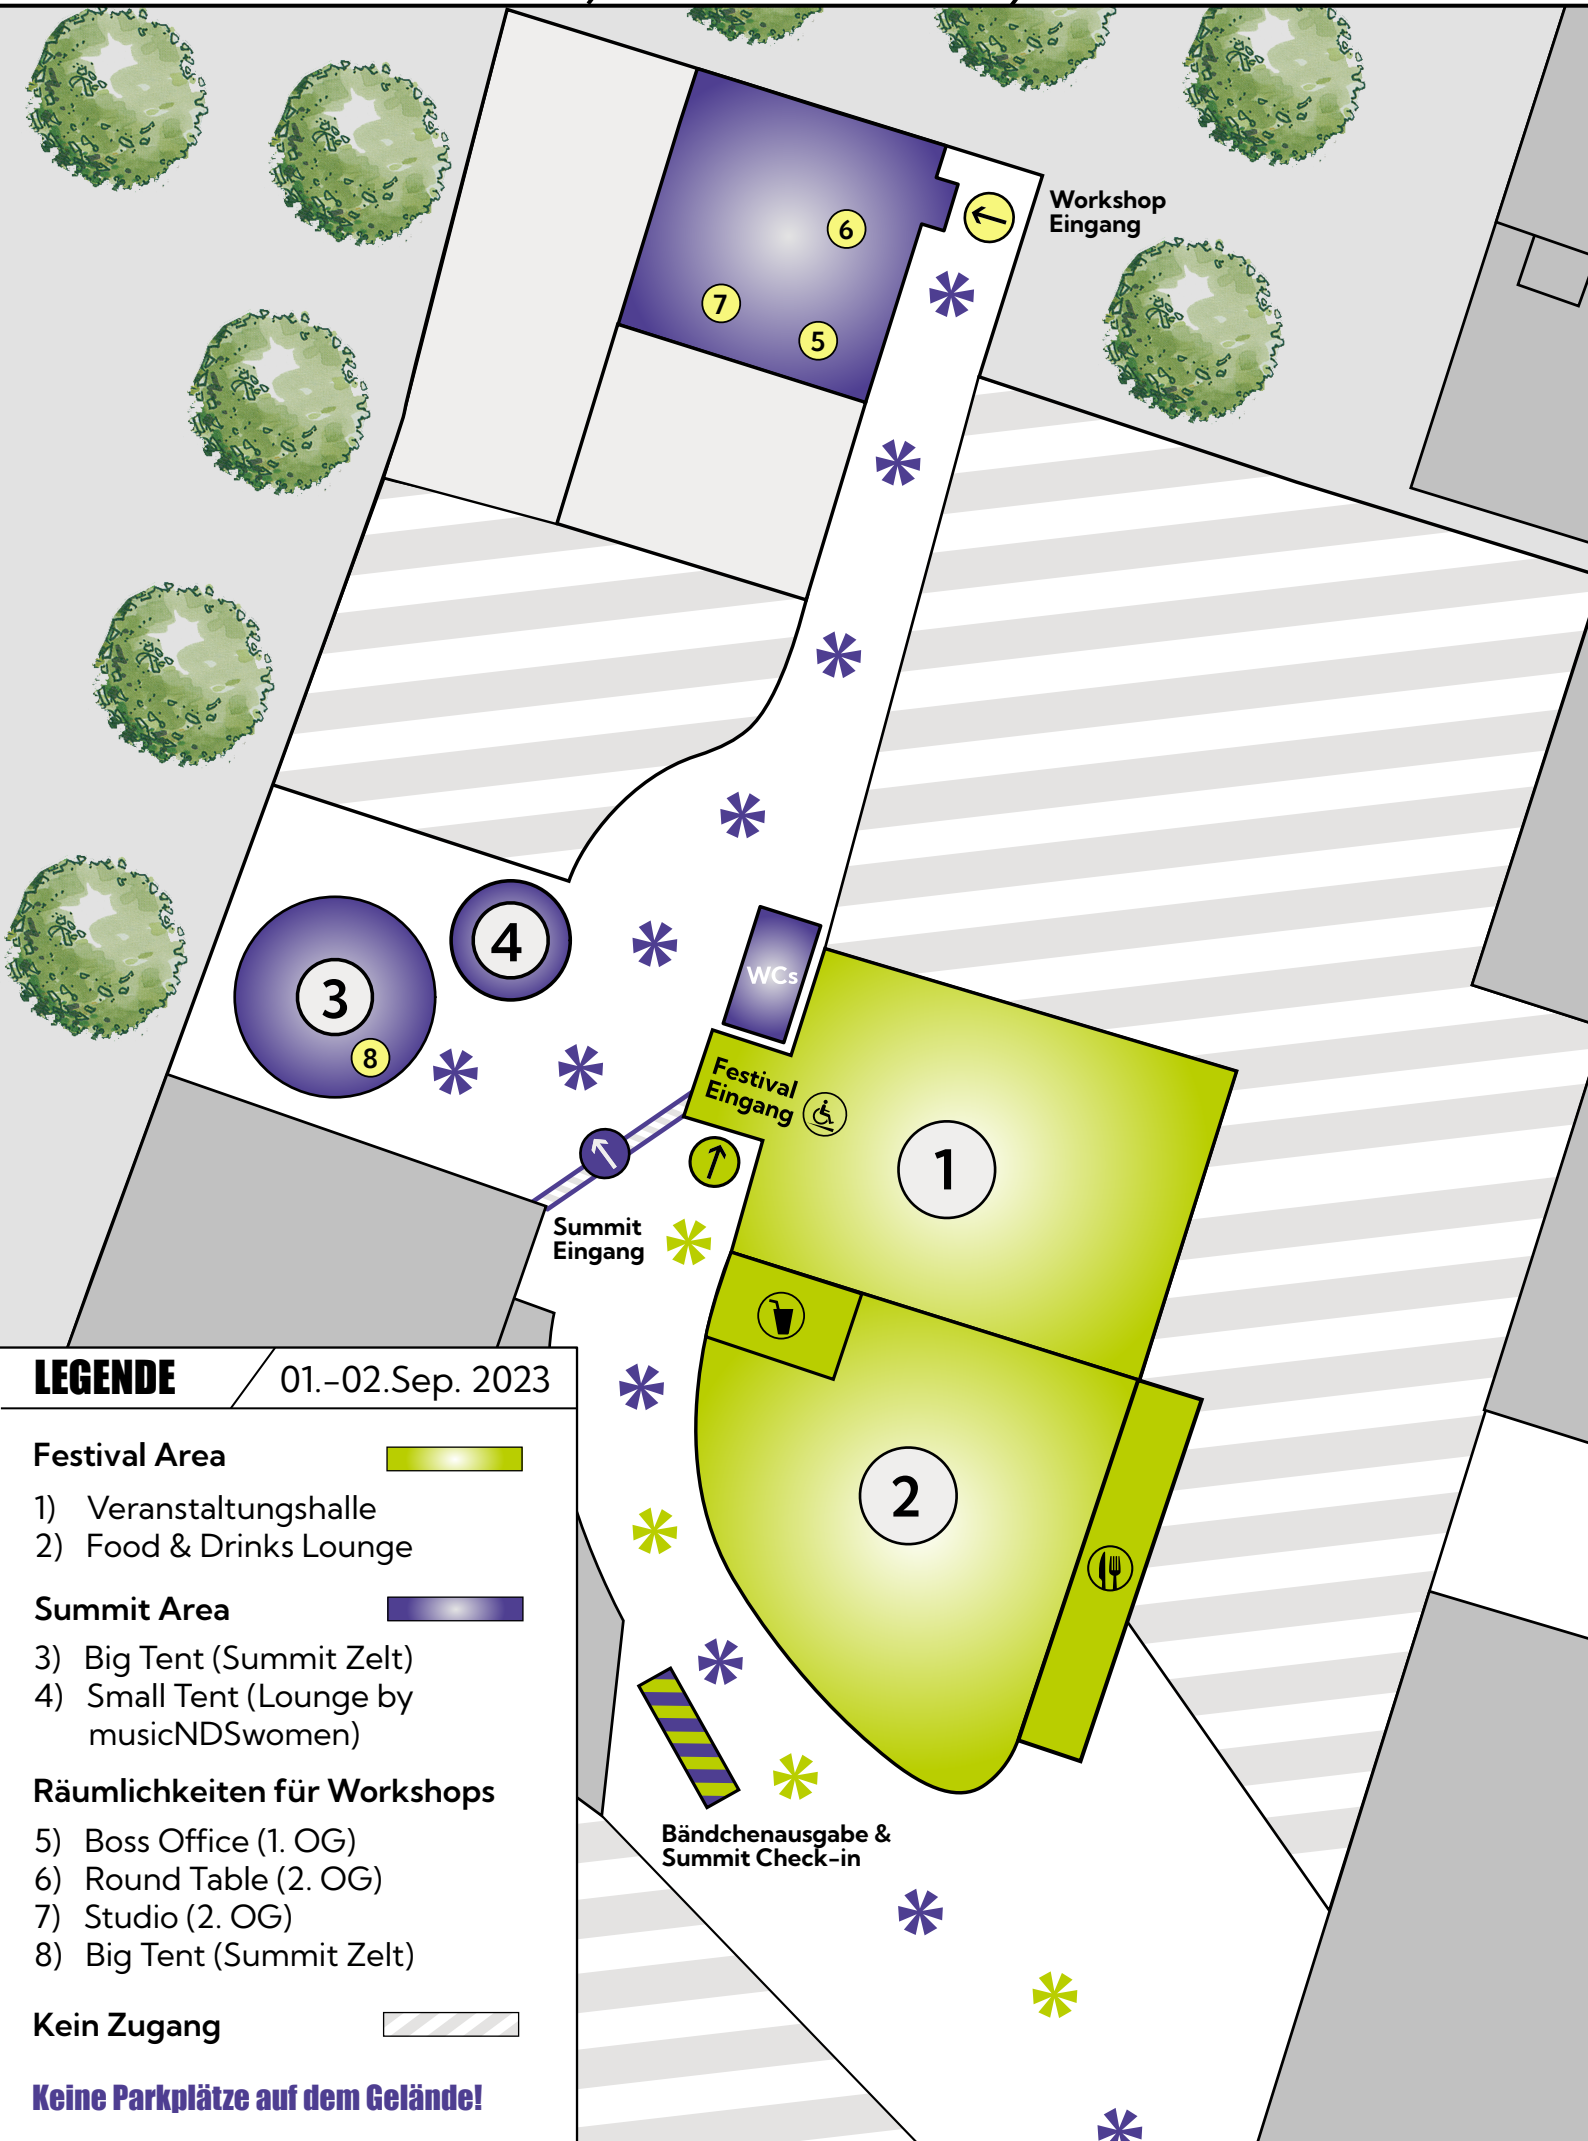 Workshop
Eingang
6
7
5
4
3
8
WCs
Festival
Eingang
1
Summit
Eingang
2
Bändchenausgabe &
Summit Check-in
LEGENDE
01.-02.Sep. 2023
Festival Area
1) Veranstaltungshalle
2) Food & Drinks Lounge
Summit Area
3) Big Tent (Summit Zelt)
4) Small Tent (Lounge by
musicNDSwomen)
Räumlichkeiten für Workshops
5) Boss Office (1. OG)
6) Round Table (2. OG)
7) Studio (2. OG)
8) Big Tent (Summit Zelt)
Kein Zugang
Keine Parkplätze auf dem Gelände!